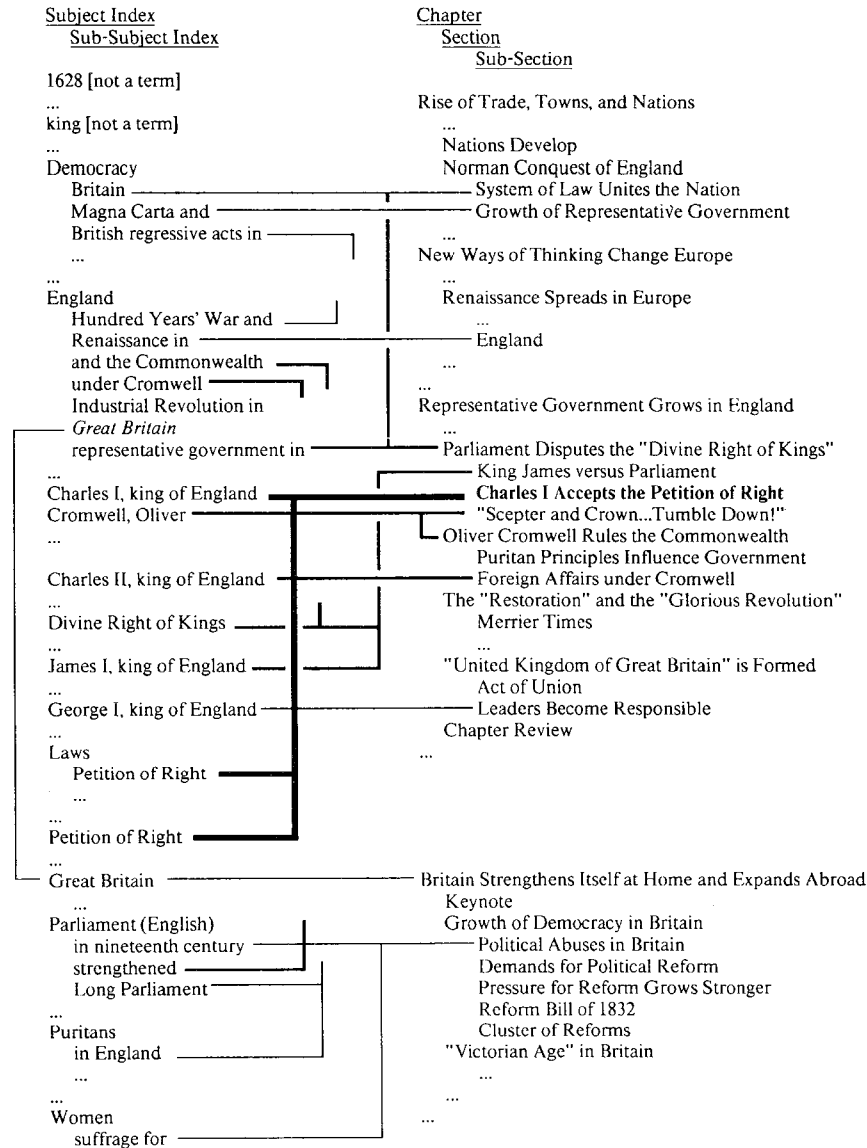 Subject Index
Sub-Subject Index
1628 [not a term]
...
king [not a term]
...
Democracy
Britain
Magna Carta and
British regressive acts in
...
...
England
Hundred Years' War and
Renaissance in
and the Commonwealth
under Cromwell
Industrial Revolution in
Great Britain
representative government in
...
Charles I, king of England
Cromwell, Oliver
...
Charles II, king of England
...
Divine Right of Kings
...
James I, king of England
...
George I, king of England
...
Laws
Petition of Right
...
...
Petition of Right
...
Great Britain
...
Parliament (English)
in nineteenth century
strengthened
Long Parliament
...
Puritans
in England
...
...
Women
suffrage for
Chapter
Section
Sub-Section
Rise of Trade, Towns, and Nations
...
Nations Develop
Norman Conquest of England
System of Law Unites the Nation
Growth of Representative Government
...
New Ways of Thinking Change Europe
...
Renaissance Spreads in Europe
...
England
...
...
Representative Government Grows in England
...
Parliament Disputes the "Divine Right of Kings"
King James versus Parliament
Charles I Accepts the Petition of Right
"Scepter and Crown...Tumble Down!"
Oliver Cromwell Rules the Commonwealth
Puritan Principles Influence Government
Foreign Affairs under Cromwell
The "Restoration" and the "Glorious Revolution"
Merrier Times
...
"United Kingdom of Great Britain" is Formed
Act of Union
Leaders Become Responsible
Chapter Review
...
Britain Strengthens Itself at Home and Expands Abroad
Keynote
Growth of Democracy in Britain
Political Abuses in Britain
Demands for Political Reform
Pressure for Reform Grows Stronger
Reform Bill of 1832
Cluster of Reforms
"Victorian Age" in Britain
...
...
...